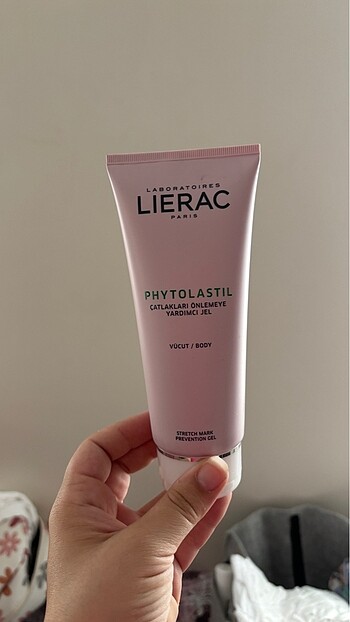 LABORATOIRES
LIERAC
PARIS
PHYTOLASTIL
ÇATLAKLARI ÖNLEMEYE
YARDIMCI JEL
VÜCUT / BODY
STRETCH MARK
PREVENTION GEL